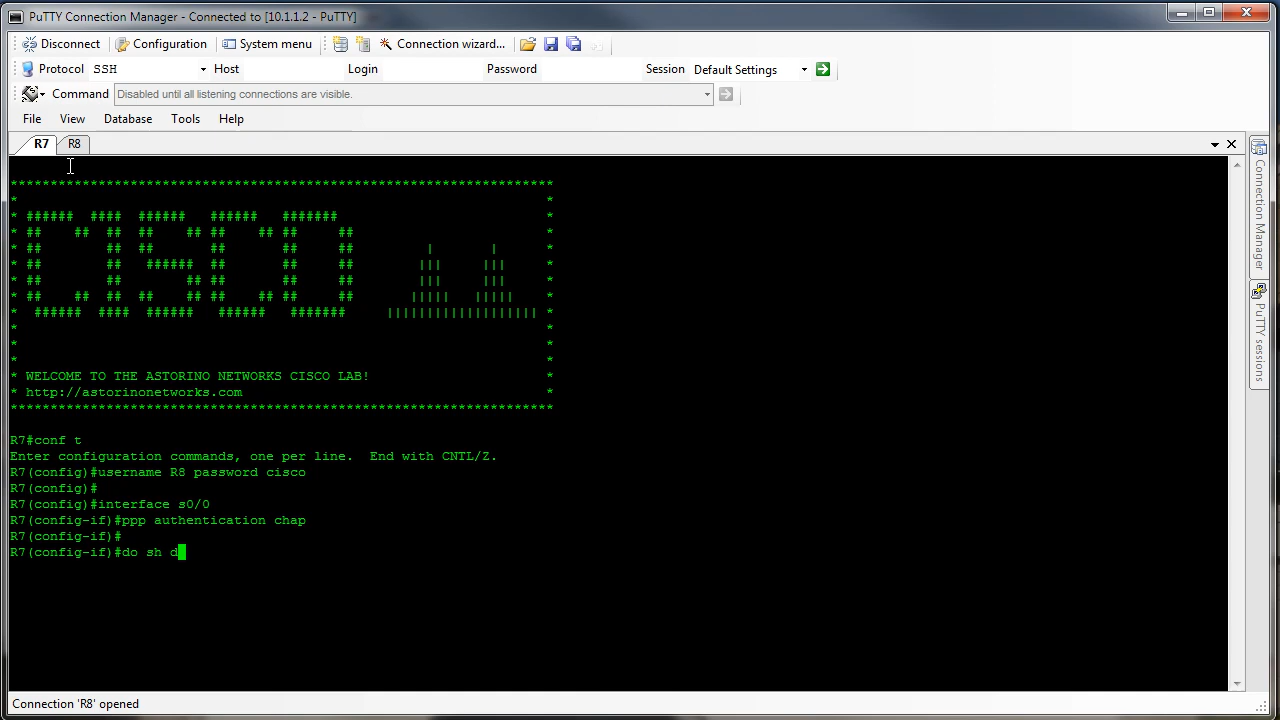 PuTTY Connection Manager - Connected to [10.1.1.2 - PuTTY]
Disconnect Configuration System menu Connection wizard...
Protocol SSH Host Login Password Session Default Settings
Command Disabled until all listening connections are visible.
File View Database Tools Help
R7 R8
Connection Manager
PuTTY sessions
*********************************************************************
* *
* ###### #### ###### ###### ####### *
* ## ## ## ## ## ## ## ## *
* ## ## ## ## ## ## | | *
* ## ## ###### ## ## ||| ||| *
* ## ## ## ## ## ||| ||| *
* ## ## ## ## ## ## ## ## ||||| ||||| *
* ###### #### ###### ###### ####### ||||||||||||||||||| *
* *
* *
* *
* WELCOME TO THE ASTORINO NETWORKS CISCO LAB! *
* http://astorinonetworks.com *
*********************************************************************
R7#conf t
Enter configuration commands, one per line. End with CNTL/Z.
R7(config)#username R8 password cisco
R7(config)#
R7(config)#interface s0/0
R7(config-if)#ppp authentication chap
R7(config-if)#
R7(config-if)#do sh d
Connection 'R8' opened